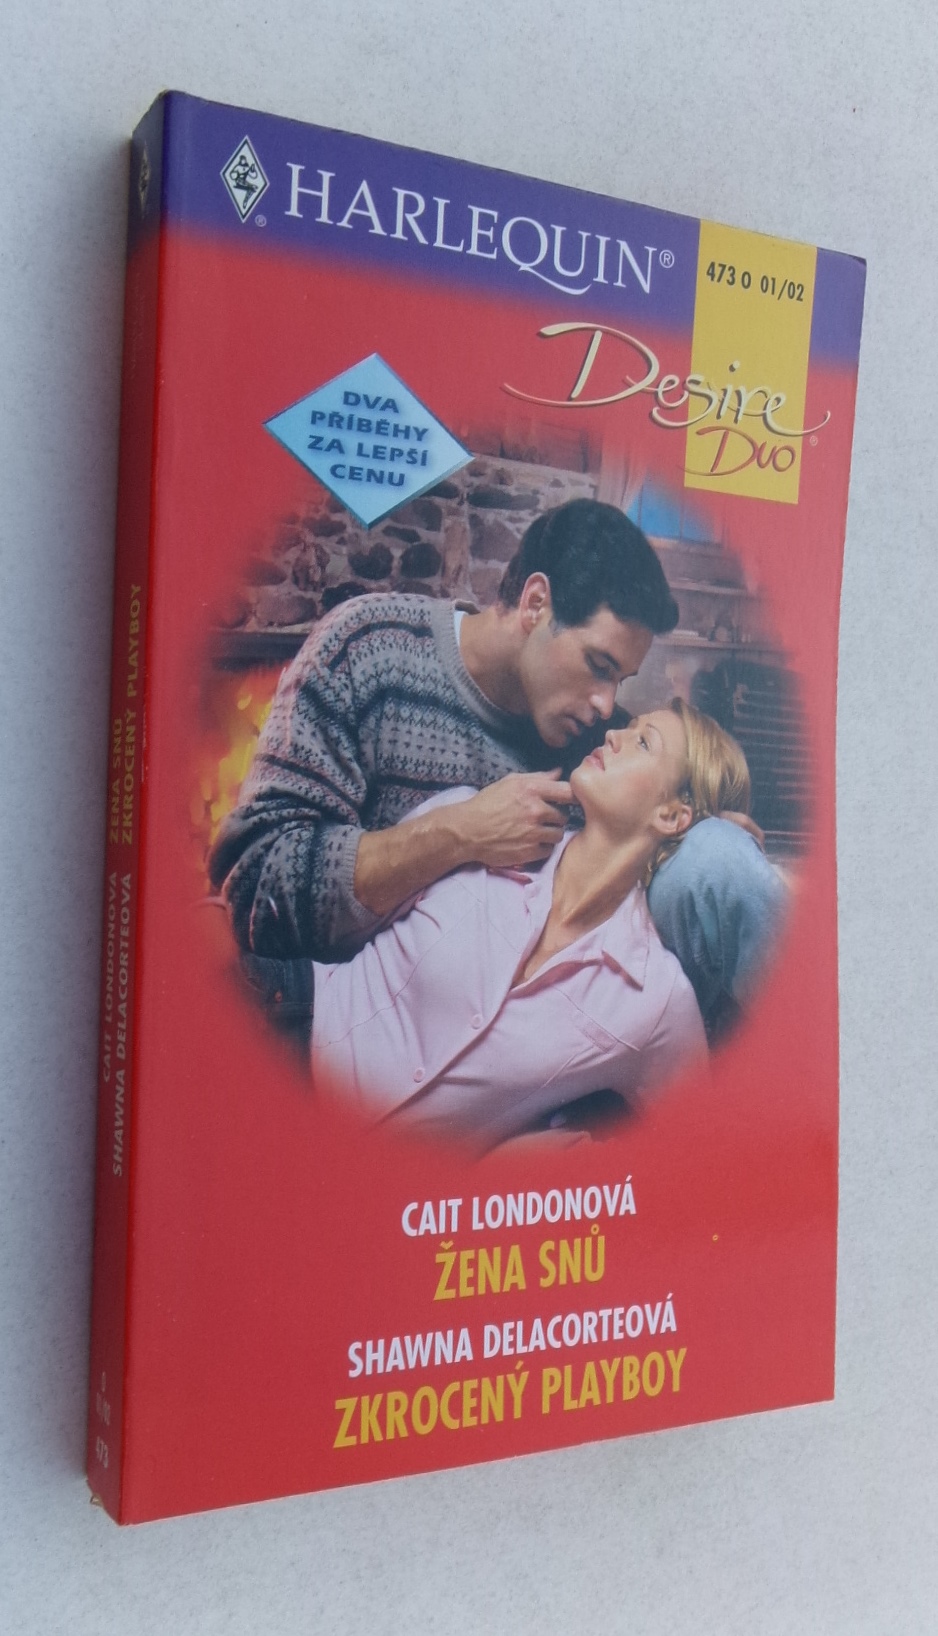 HARLEQUIN®
®
473 O 01/02
Desire
Duo®
DVA
PŘÍBĚHY
ZA LEPŠÍ
CENU
CAIT LONDONOVÁ
ŽENA SNŮ
SHAWNA DELACORTEOVÁ
ZKROCENÝ PLAYBOY
CAIT LONDONOVÁ ŽENA SNŮ
SHAWNA DELACORTEOVÁ ZKROCENÝ PLAYBOY
473